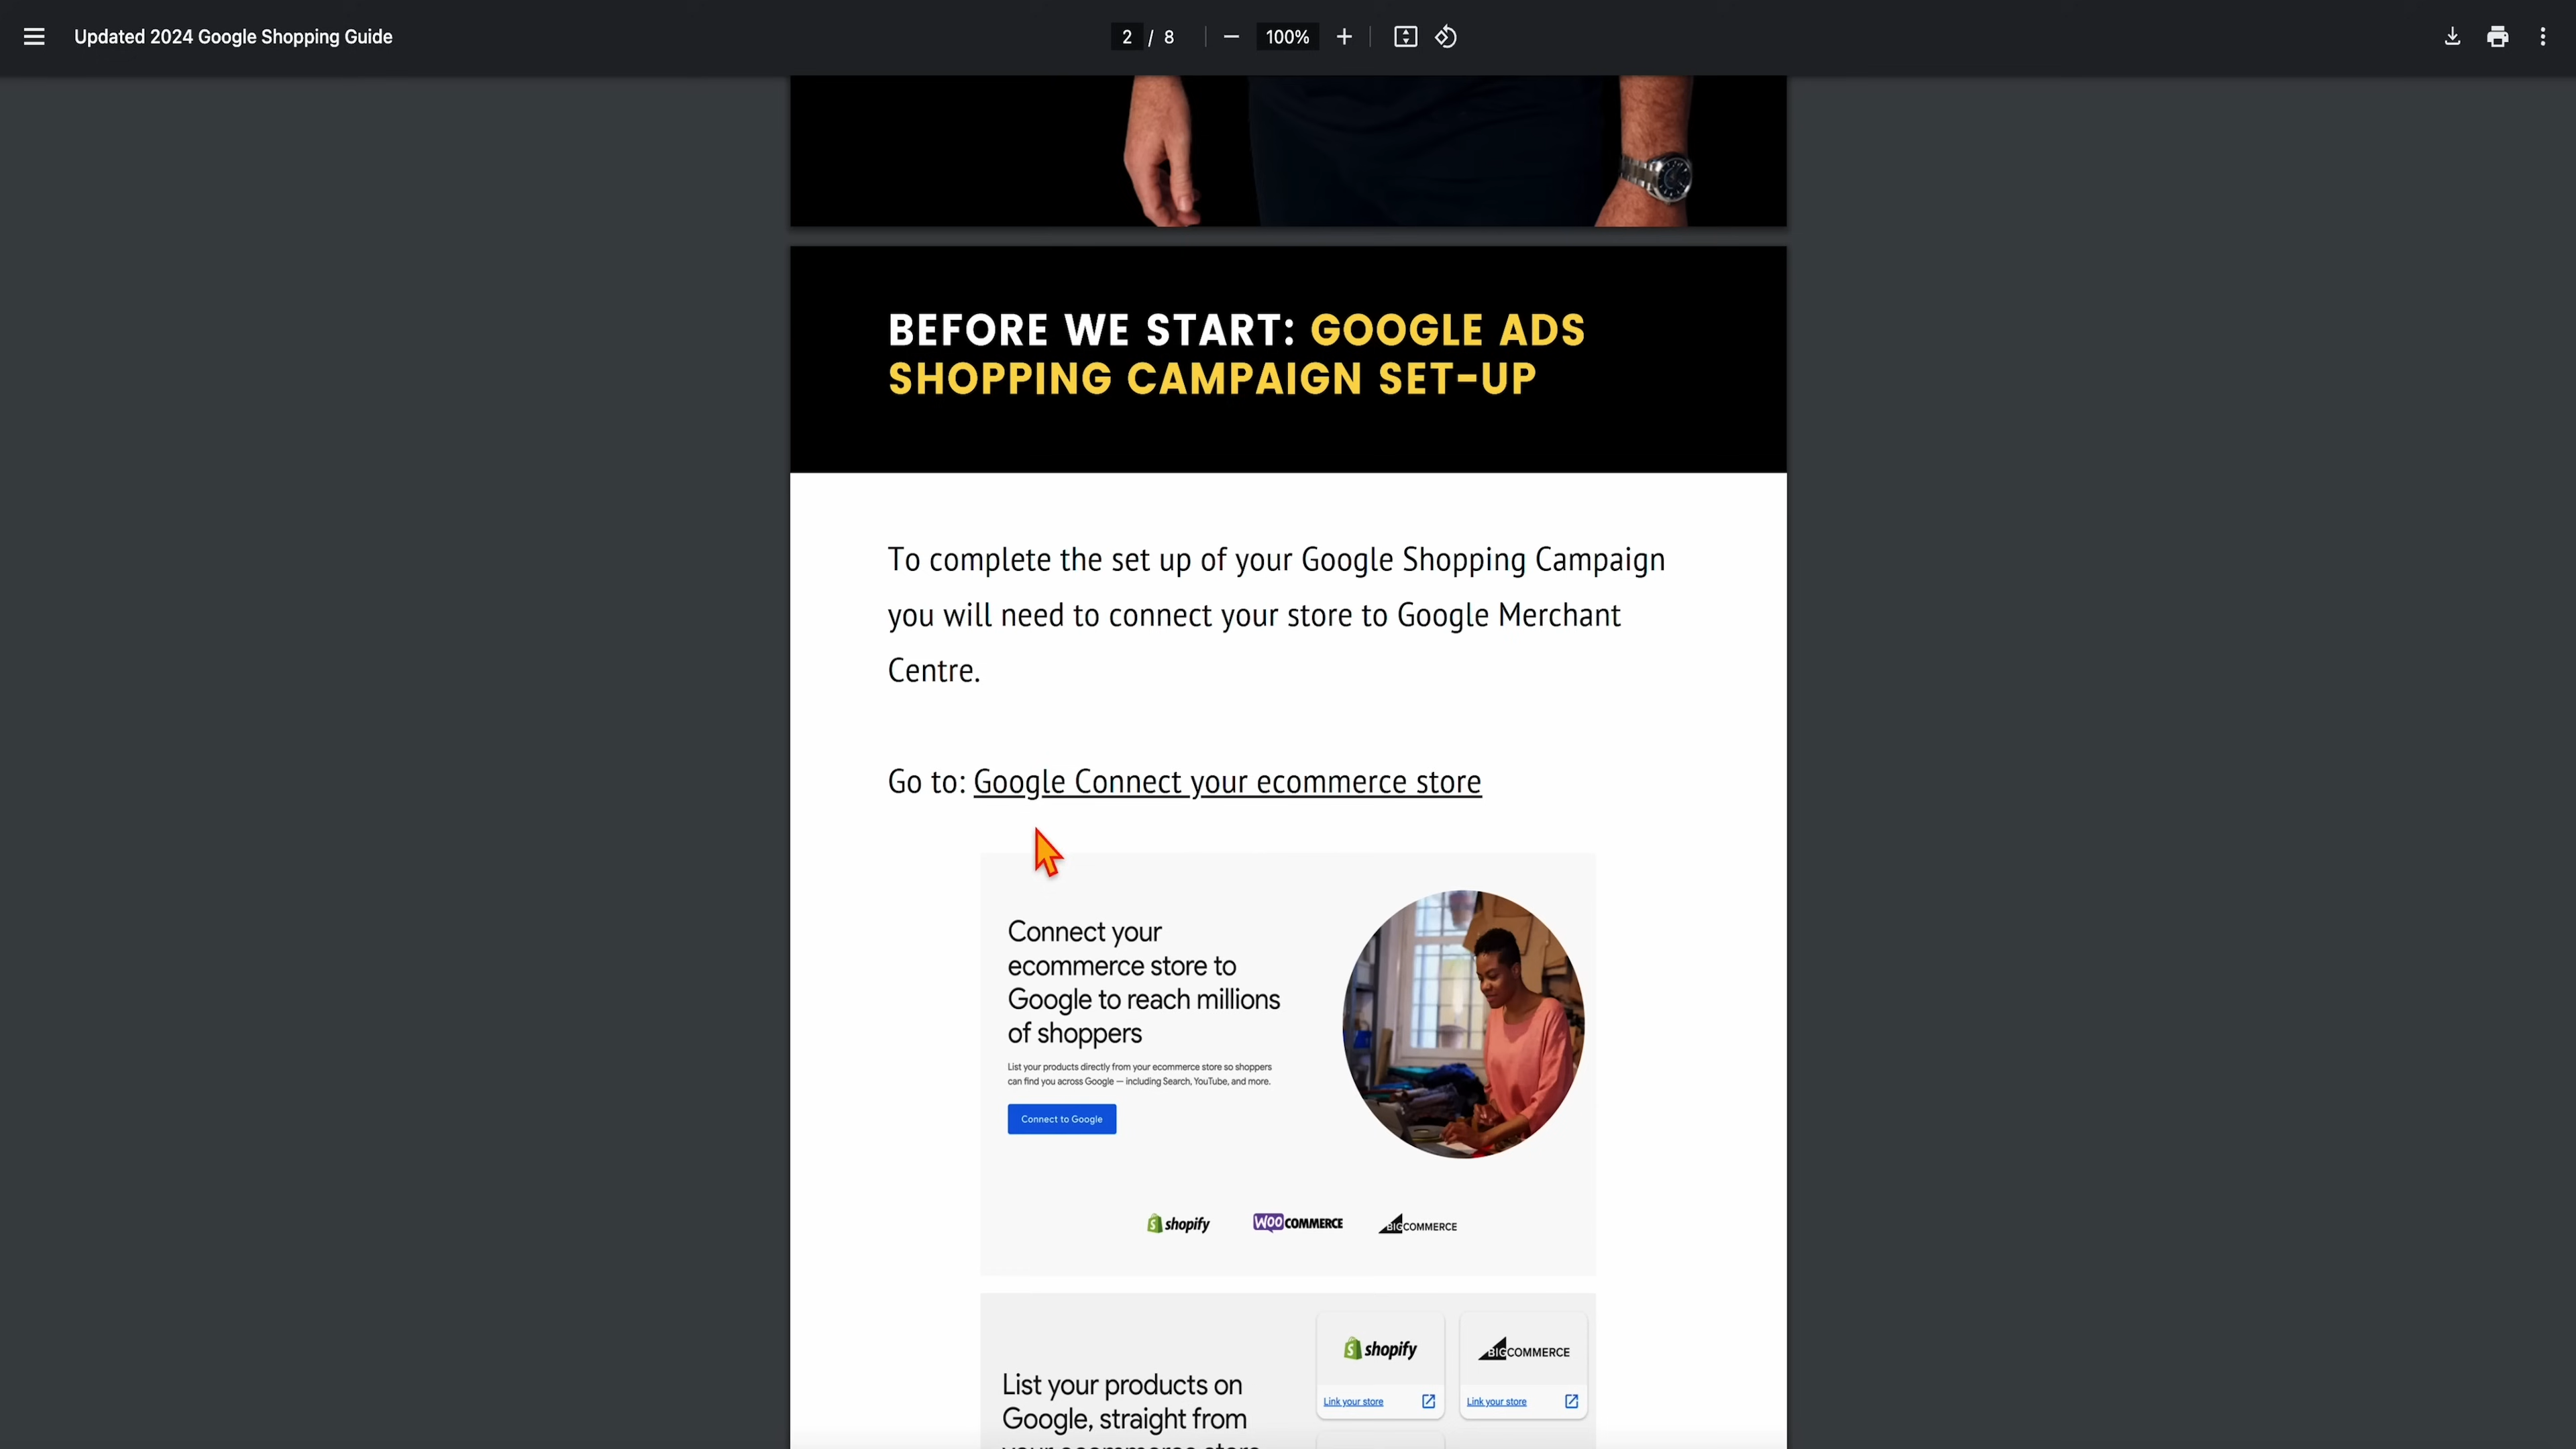 Updated 2024 Google Shopping Guide
2 / 8
100%
BEFORE WE START: GOOGLE ADS
SHOPPING CAMPAIGN SET-UP
To complete the set up of your Google Shopping Campaign
you will need to connect your store to Google Merchant
Centre.
Go to: Google Connect your ecommerce store
Connect your
ecommerce store to
Google to reach millions
of shoppers
List your products directly from your ecommerce store so shoppers
can find you across Google — including Search, YouTube, and more.
Connect to Google
shopify
WOO COMMERCE
BIGCOMMERCE
shopify
BIGCOMMERCE
Link your store
Link your store
List your products on
Google, straight from
your ecommerce store